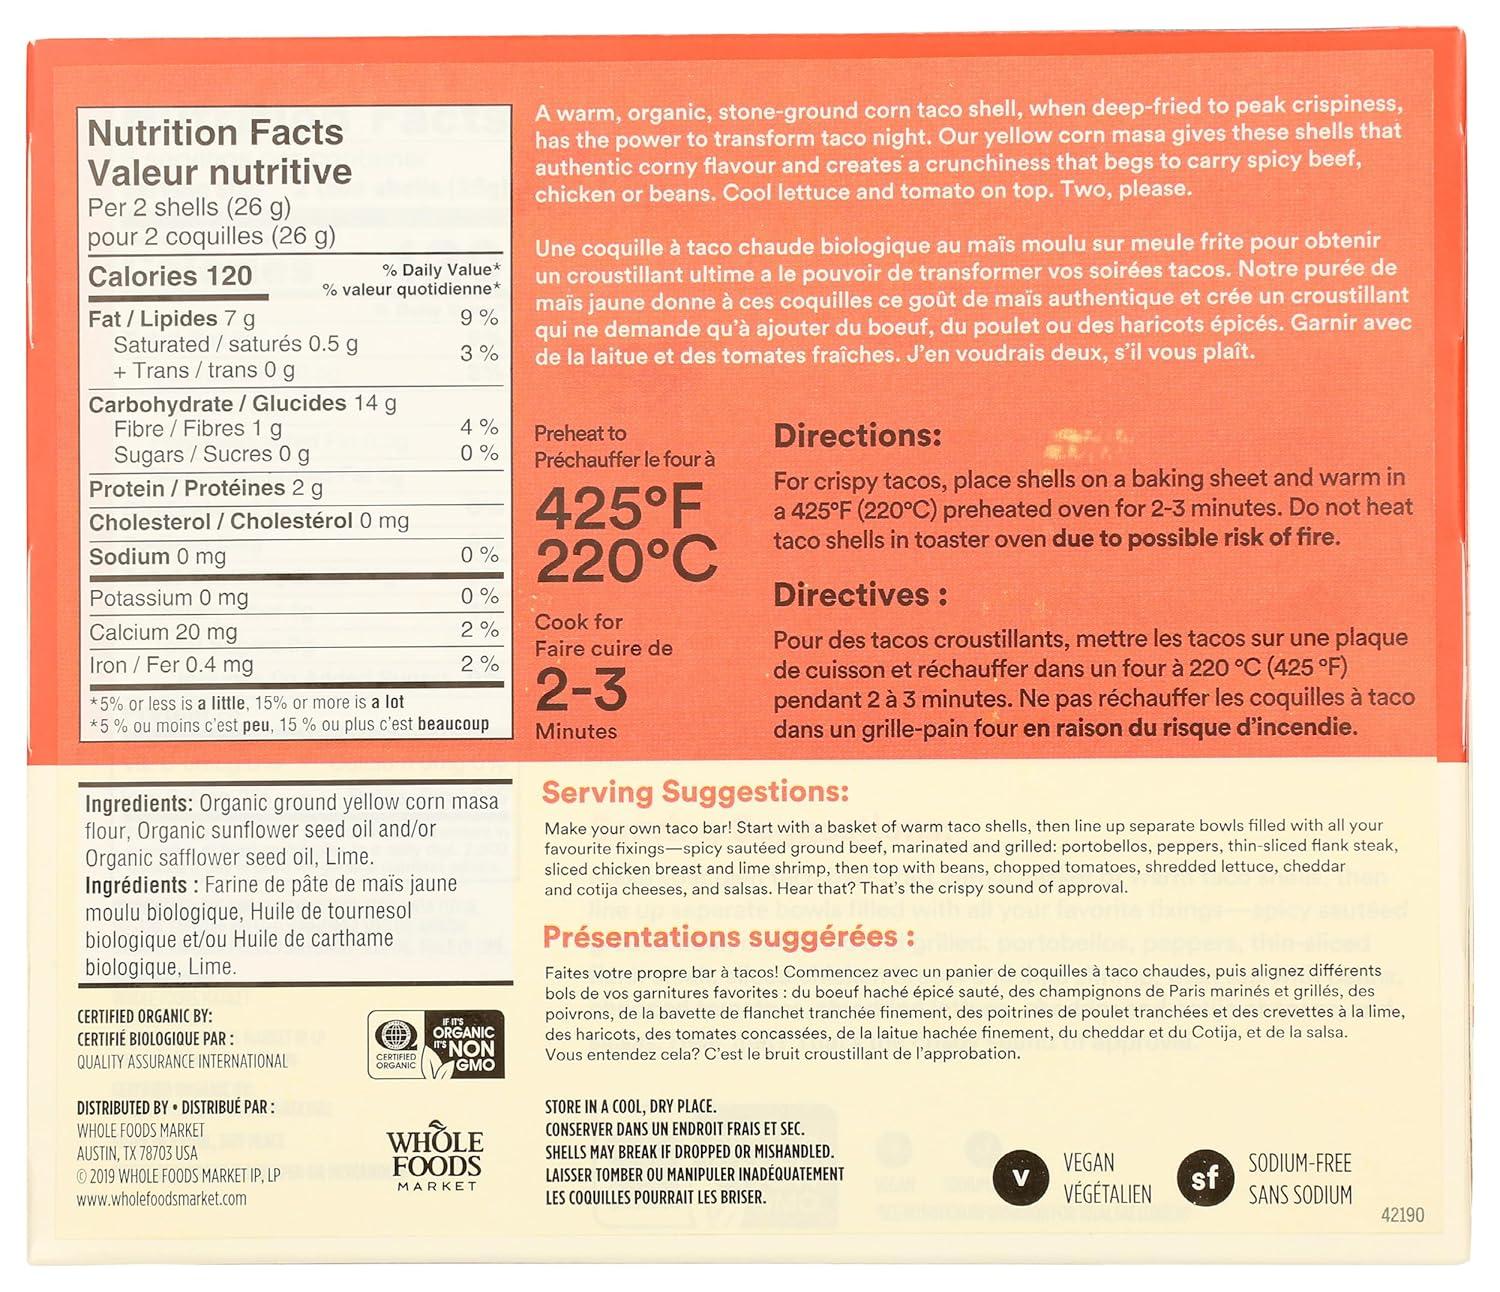 Nutrition Facts
Valeur nutritive
Per 2 shells (26 g)
pour 2 coquilles (26 g)
Calories 120
% Daily Value*
% valeur quotidienne*
Fat / Lipides 7 g 9 %
Saturated / saturés 0.5 g
+ Trans / trans 0 g
3 %
Carbohydrate / Glucides 14 g
Fibre / Fibres 1 g 4 %
Sugars / Sucres 0 g 0 %
Protein / Protéines 2 g
Cholesterol / Cholestérol 0 mg
Sodium 0 mg 0 %
Potassium 0 mg 0 %
Calcium 20 mg 2 %
Iron / Fer 0.4 mg 2 %
*5% or less is a little, 15% or more is a lot
*5 % ou moins c'est peu, 15 % ou plus c'est beaucoup
A warm, organic, stone-ground corn taco shell, when deep-fried to peak crispiness,
has the power to transform taco night. Our yellow corn masa gives these shells that
authentic corny flavour and creates a crunchiness that begs to carry spicy beef,
chicken or beans. Cool lettuce and tomato on top. Two, please.
Une coquille à taco chaude biologique au maïs moulu sur meule frite pour obtenir
un croustillant ultime a le pouvoir de transformer vos soirées tacos. Notre purée de
maïs jaune donne à ces coquilles ce goût de maïs authentique et crée un croustillant
qui ne demande qu'à ajouter du boeuf, du poulet ou des haricots épicés. Garnir avec
de la laitue et des tomates fraîches. J'en voudrais deux, s'il vous plaît.
Preheat to
Préchauffer le four à
425°F
220°C
Cook for
Faire cuire de
2-3
Minutes
Directions:
For crispy tacos, place shells on a baking sheet and warm in
a 425°F (220°C) preheated oven for 2-3 minutes. Do not heat
taco shells in toaster oven due to possible risk of fire.
Directives :
Pour des tacos croustillants, mettre les tacos sur une plaque
de cuisson et réchauffer dans un four à 220 °C (425 °F)
pendant 2 à 3 minutes. Ne pas réchauffer les coquilles à taco
dans un grille-pain four en raison du risque d'incendie.
Ingredients: Organic ground yellow corn masa
flour, Organic sunflower seed oil and/or
Organic safflower seed oil, Lime.
Ingrédients : Farine de pâte de maïs jaune
moulu biologique, Huile de tournesol
biologique et/ou Huile de carthame
biologique, Lime.
CERTIFIED ORGANIC BY:
CERTIFIÉ BIOLOGIQUE PAR :
QUALITY ASSURANCE INTERNATIONAL
CERTIFIED
ORGANIC
IF IT'S
ORGANIC
IT'S NON
GMO
DISTRIBUTED BY • DISTRIBUÉ PAR :
WHOLE FOODS MARKET
AUSTIN, TX 78703 USA
© 2019 WHOLE FOODS MARKET IP, LP
www.wholefoodsmarket.com
WHOLE
FOODS
MARKET
Serving Suggestions:
Make your own taco bar! Start with a basket of warm taco shells, then line up separate bowls filled with all your
favourite fixings—spicy sautéed ground beef, marinated and grilled: portobellos, peppers, thin-sliced flank steak,
sliced chicken breast and lime shrimp, then top with beans, chopped tomatoes, shredded lettuce, cheddar
and cotija cheeses, and salsas. Hear that? That's the crispy sound of approval.
Présentations suggérées :
Faites votre propre bar à tacos! Commencez avec un panier de coquilles à taco chaudes, puis alignez différents
bols de vos garnitures favorites : du boeuf haché épicé sauté, des champignons de Paris marinés et grillés, des
poivrons, de la bavette de flanchet tranchée finement, des poitrines de poulet tranchées et des crevettes à la lime,
des haricots, des tomates concassées, de la laitue hachée finement, du cheddar et du Cotija, et de la salsa.
Vous entendez cela? C'est le bruit croustillant de l'approbation.
STORE IN A COOL, DRY PLACE.
CONSERVER DANS UN ENDROIT FRAIS ET SEC.
SHELLS MAY BREAK IF DROPPED OR MISHANDLED.
LAISSER TOMBER OU MANIPULER INADÉQUATEMENT
LES COQUILLES POURRAIT LES BRISER.
V
VEGAN
VÉGÉTALIEN
sf
SODIUM-FREE
SANS SODIUM
42190